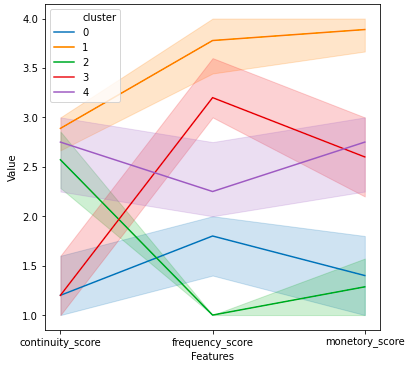 cluster
0
1
2
3
4
4.0
3.5
3.0
2.5
2.0
1.5
1.0
Value
continuity_score
frequency_score
monetory_score
Features